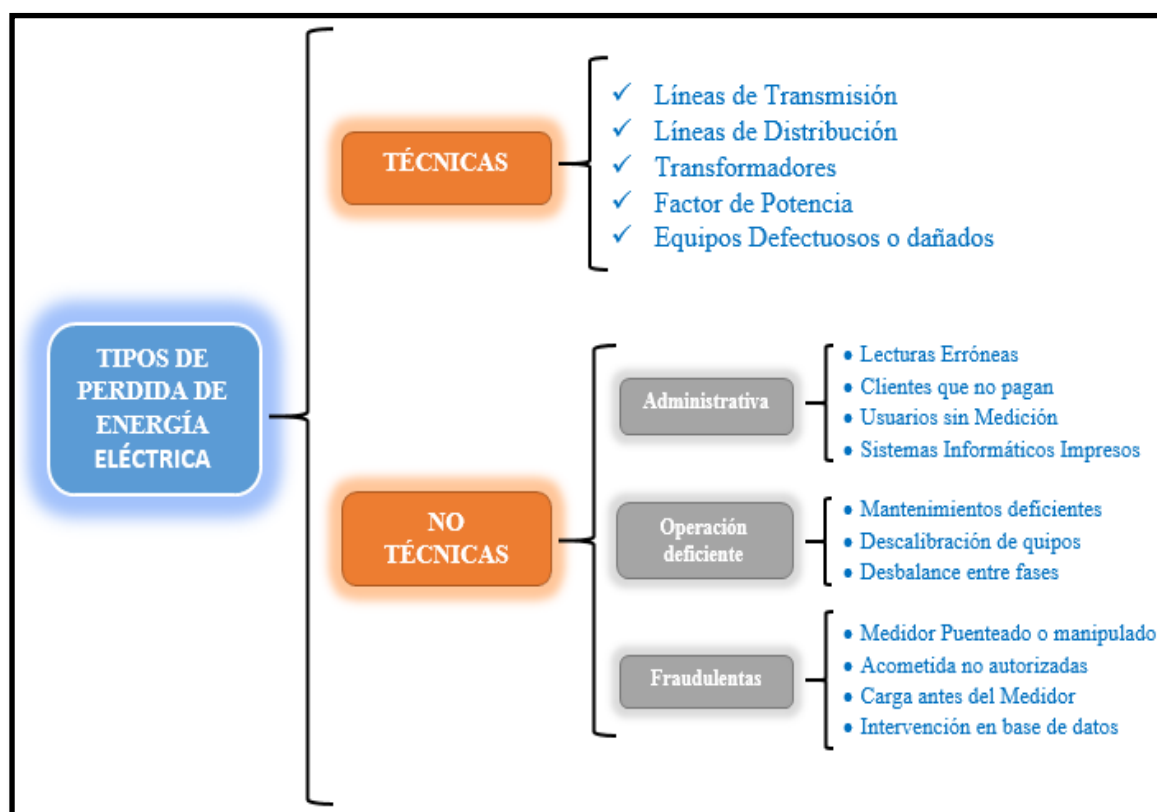 TIPOS DE
PERDIDA DE
ENERGÍA
ELÉCTRICA
TÉCNICAS
✓ Líneas de Transmisión
✓ Líneas de Distribución
✓ Transformadores
✓ Factor de Potencia
✓ Equipos Defectuosos o dañados
NO
TÉCNICAS
Administrativa
• Lecturas Erróneas
• Clientes que no pagan
• Usuarios sin Medición
• Sistemas Informáticos Impresos
Operación
deficiente
• Mantenimientos deficientes
• Descalibración de quipos
• Desbalance entre fases
Fraudulentas
• Medidor Puenteado o manipulado
• Acometida no autorizadas
• Carga antes del Medidor
• Intervención en base de datos